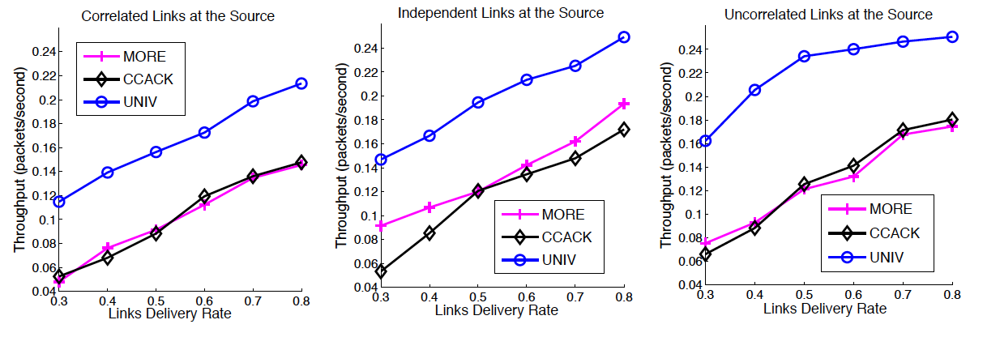 Correlated Links at the Source
Throughput (packets/second)
0.24
0.22
0.2
0.18
0.16
0.14
0.12
0.1
0.08
0.06
0.04
MORE
CCACK
UNIV
0.3 0.4 0.5 0.6 0.7 0.8
Links Delivery Rate
Independent Links at the Source
Throughput (packets/second)
0.24
0.22
0.2
0.18
0.16
0.14
0.12
0.1
0.08
0.06
0.04
MORE
CCACK
UNIV
0.3 0.4 0.5 0.6 0.7 0.8
Links Delivery Rate
Uncorrelated Links at the Source
Throughput (packets/second)
0.24
0.22
0.2
0.18
0.16
0.14
0.12
0.1
0.08
0.06
0.04
MORE
CCACK
UNIV
0.3 0.4 0.5 0.6 0.7 0.8
Links Delivery Rate